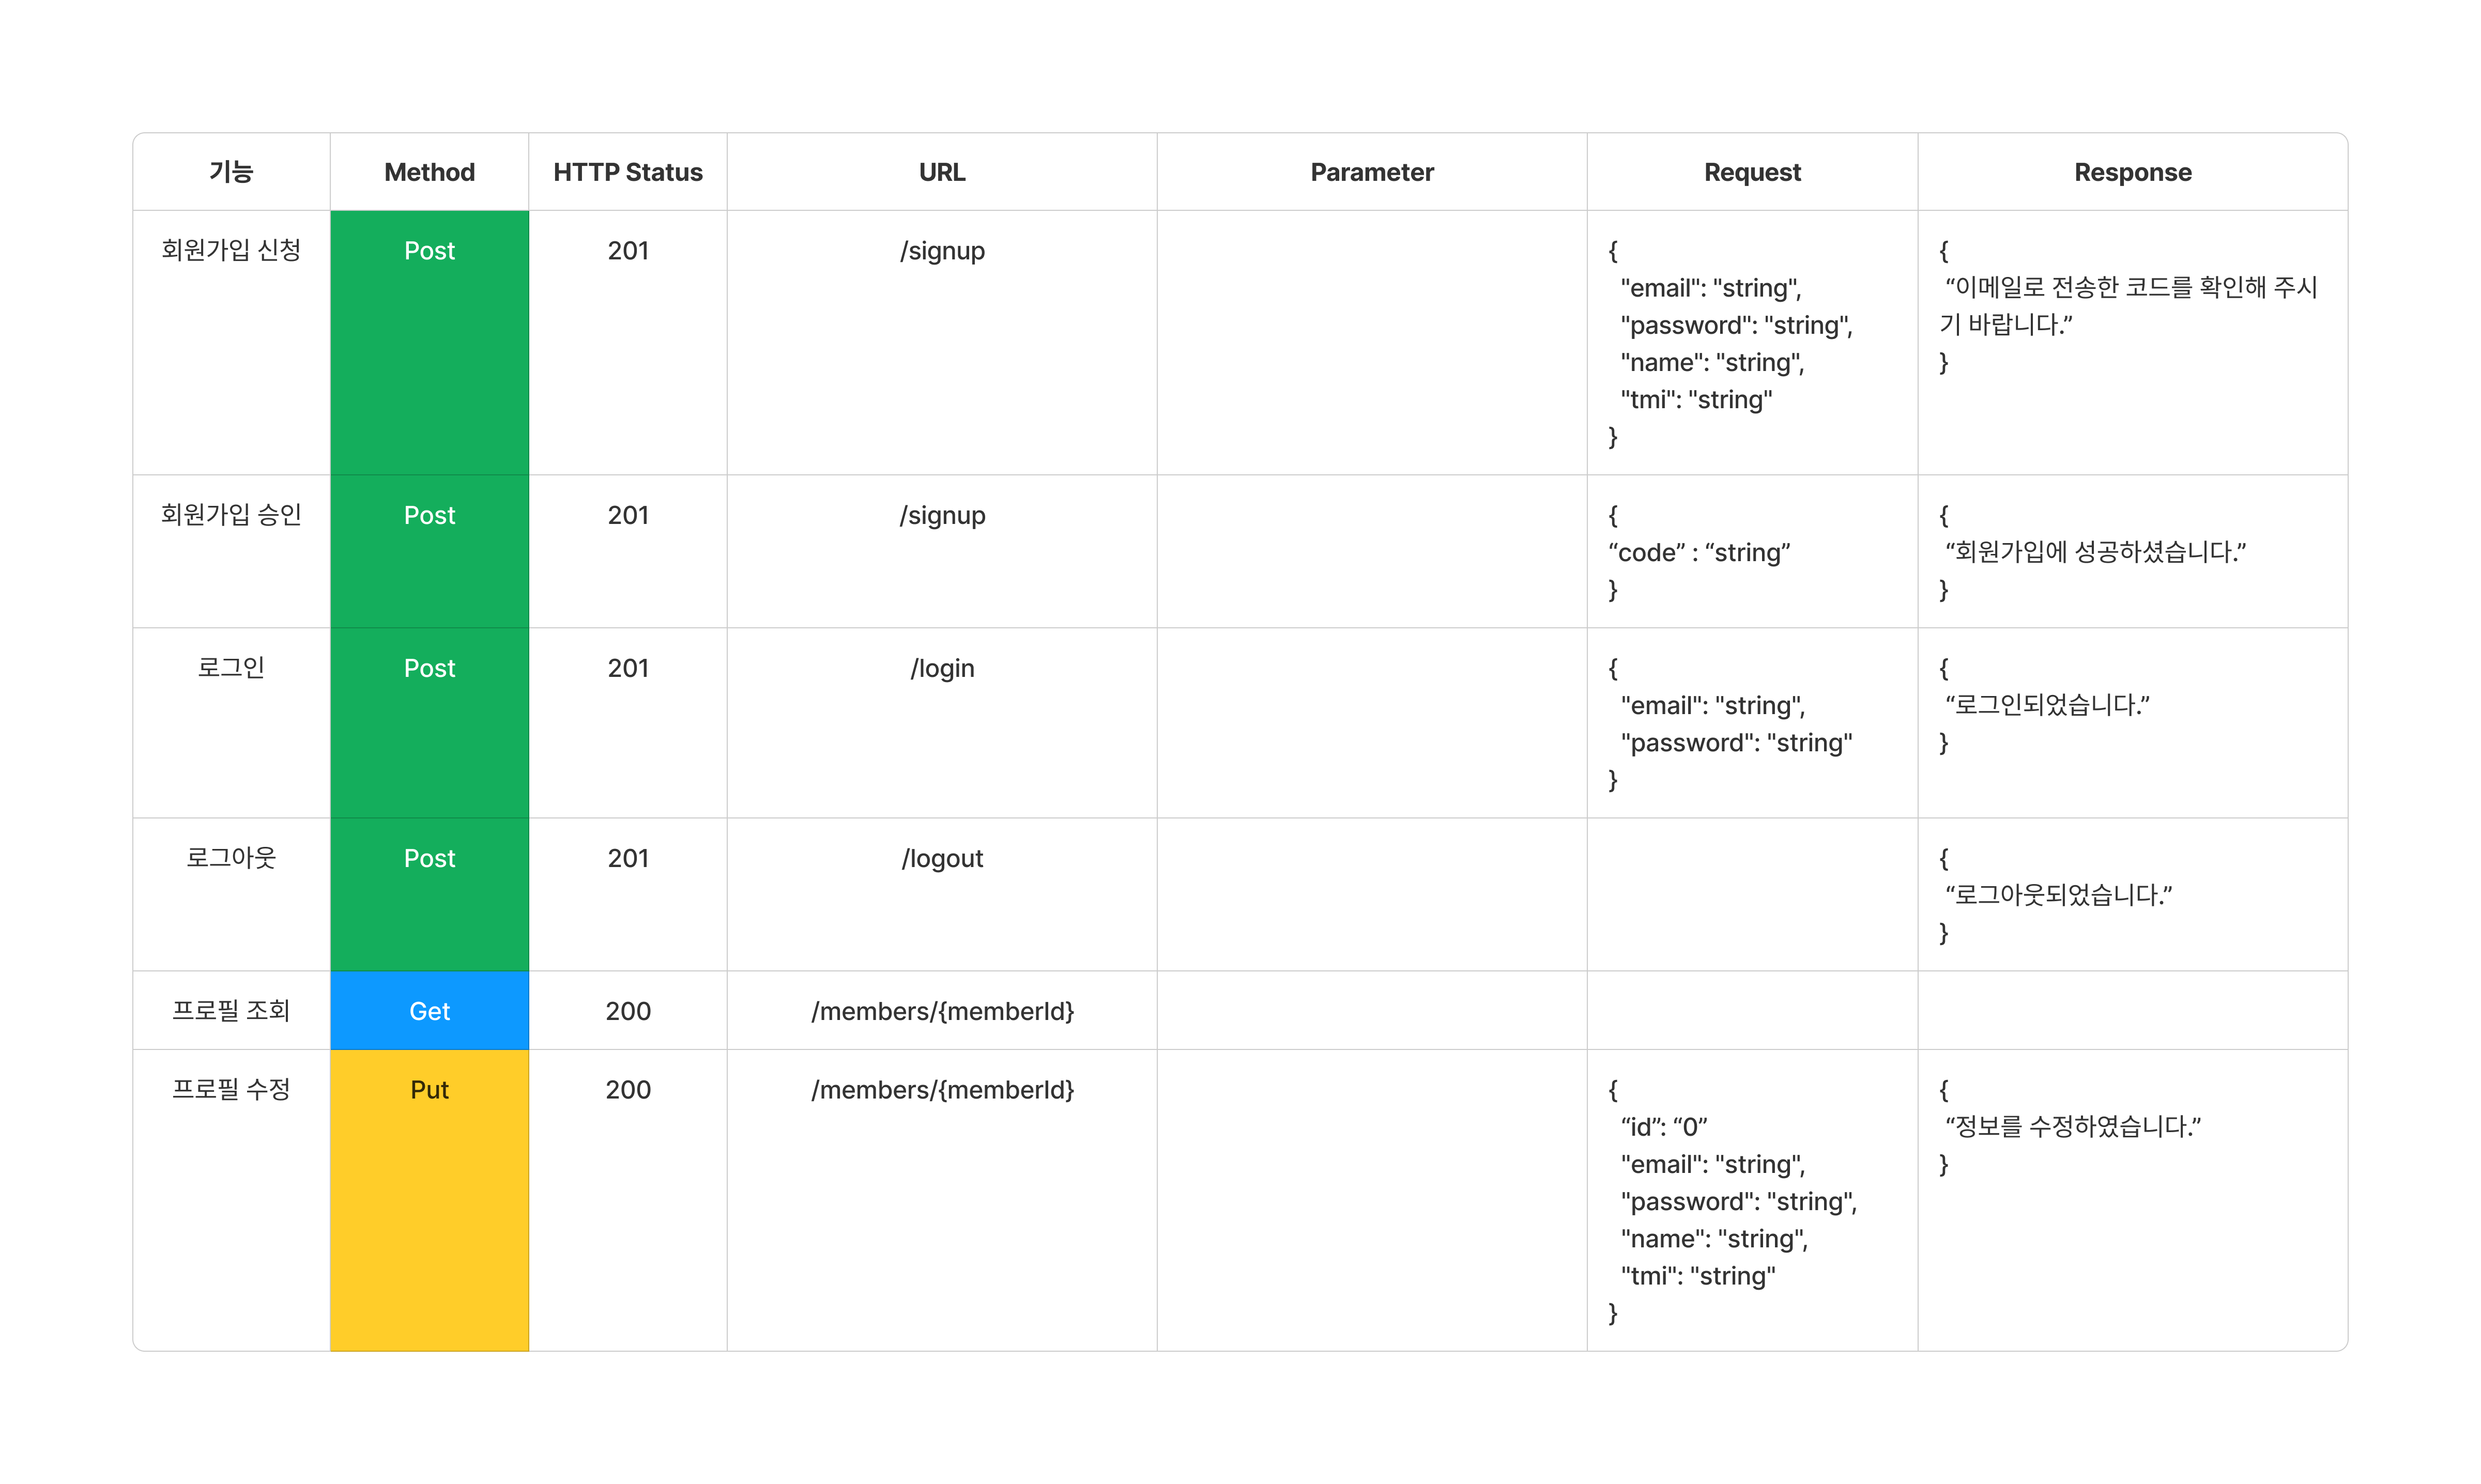 기능 Method HTTP Status URL Parameter Request Response
회원가입 신청 Post 201 /signup
{
"email": "string",
"password": "string",
"name": "string",
"tmi": "string"
}
{
“이메일로 전송한 코드를 확인해 주시
기 바랍니다.”
}
회원가입 승인 Post 201 /signup
{
“code” : “string”
}
{
“회원가입에 성공하셨습니다.”
}
로그인 Post 201 /login
{
"email": "string",
"password": "string"
}
{
“로그인되었습니다.”
}
로그아웃 Post 201 /logout
{
“로그아웃되었습니다.”
}
프로필 조회 Get 200 /members/{memberId}
프로필 수정 Put 200 /members/{memberId}
{
“id”: “0”
"email": "string",
"password": "string",
"name": "string",
"tmi": "string"
}
{
“정보를 수정하였습니다.”
}